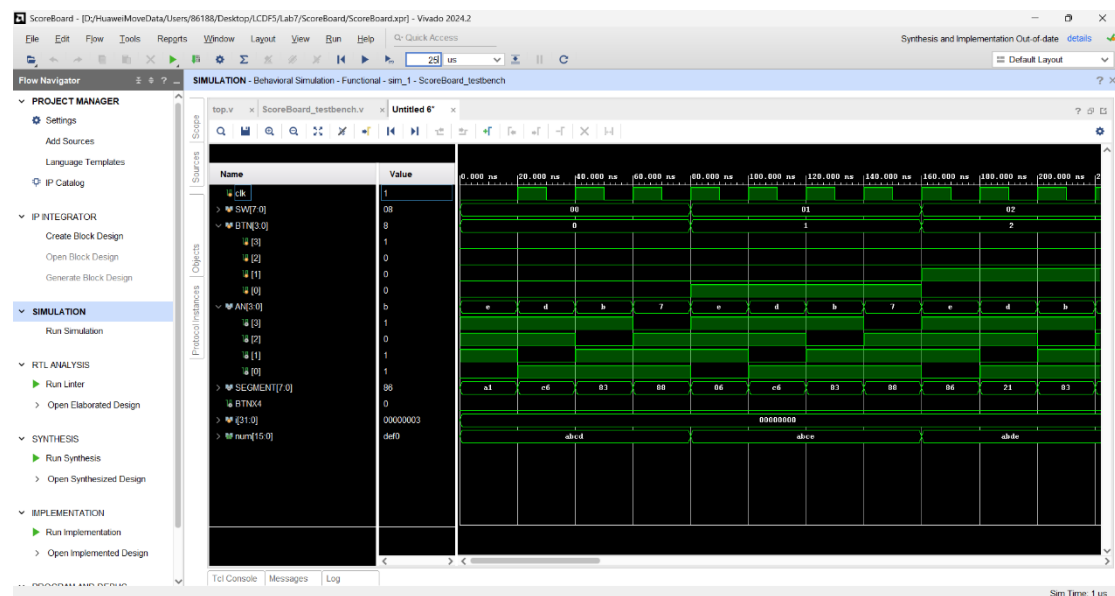 ScoreBoard - [D:/HuaweiMoveData/Users/86188/Desktop/LCDF5/Lab7/ScoreBoard/ScoreBoard.xpr] - Vivado 2024.2
File Edit Flow Tools Reports Window Layout View Run Help Q- Quick Access Synthesis and Implementation Out-of-date details
25 us Default Layout
Flow Navigator SIMULATION - Behavioral Simulation - Functional - sim_1 - ScoreBoard_testbench
PROJECT MANAGER
Settings
Add Sources
Language Templates
IP Catalog
IP INTEGRATOR
Create Block Design
Open Block Design
Generate Block Design
SIMULATION
Run Simulation
RTL ANALYSIS
Run Linter
Open Elaborated Design
SYNTHESIS
Run Synthesis
Open Synthesized Design
IMPLEMENTATION
Run Implementation
Open Implemented Design
PROGRAM AND DEBUG
top.v ScoreBoard_testbench.v Untitled 6*
Scope
Sources
Objects
Protocol Instances
Name Value 0.000 ns 20.000 ns 40.000 ns 60.000 ns 80.000 ns 100.000 ns 120.000 ns 140.000 ns 160.000 ns 180.000 ns 200.000 ns 2
clk 1
SW[7:0] 08 00 01 02
BTN[3:0] 8 0 1 2
[3] 1
[2] 0
[1] 0
[0] 0
AN[3:0] b e d b 7 e d b 7 e d b
[3] 1
[2] 0
[1] 1
[0] 1
SEGMENT[7:0] 86 a1 c6 83 88 86 c6 83 88 86 21 83
BTNX4 0
i[31:0] 00000003 00000000
num[15:0] def0 abcd abce abde
Tcl Console Messages Log
Sim Time: 1 us